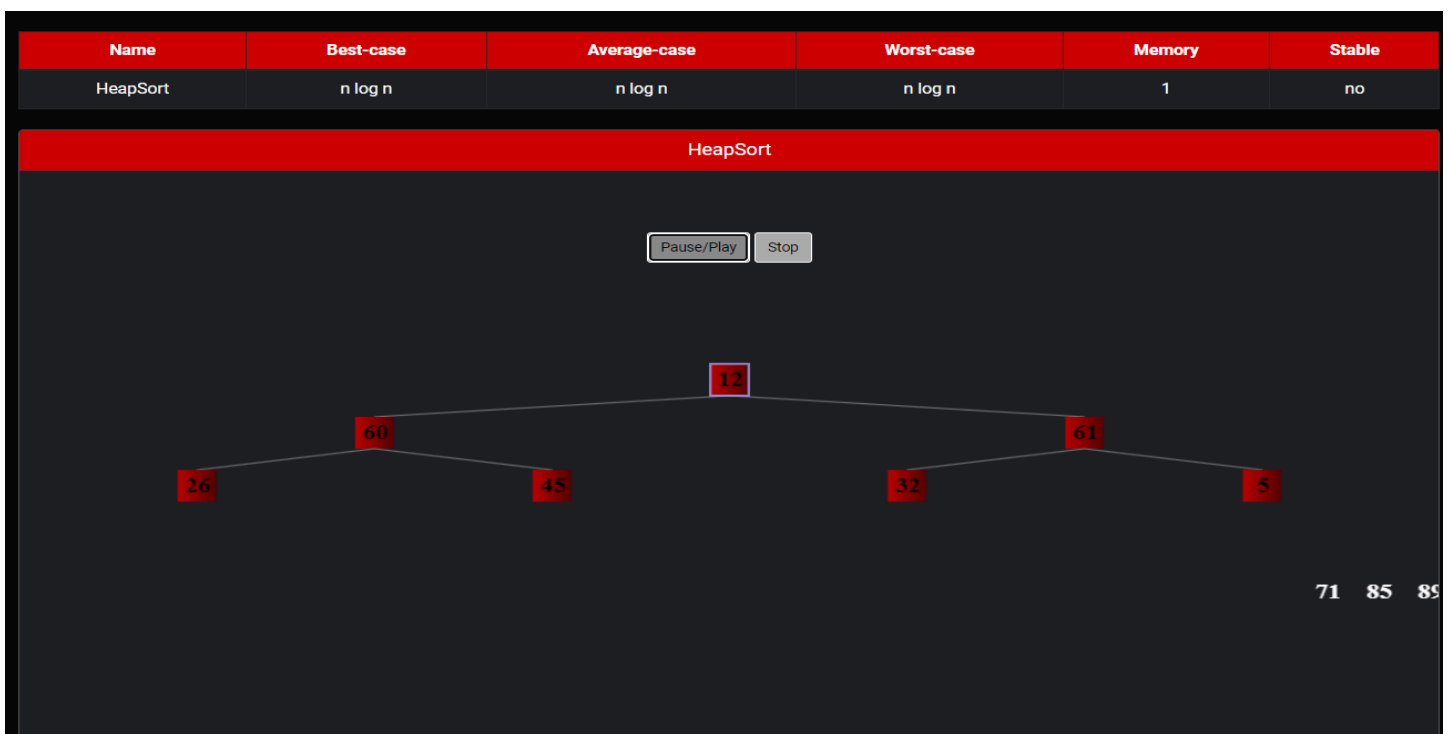 Name Best-case Average-case Worst-case Memory Stable
HeapSort n log n n log n n log n 1 no
HeapSort
Pause/Play Stop
12
60 61
26 45 32 5
71 85 89